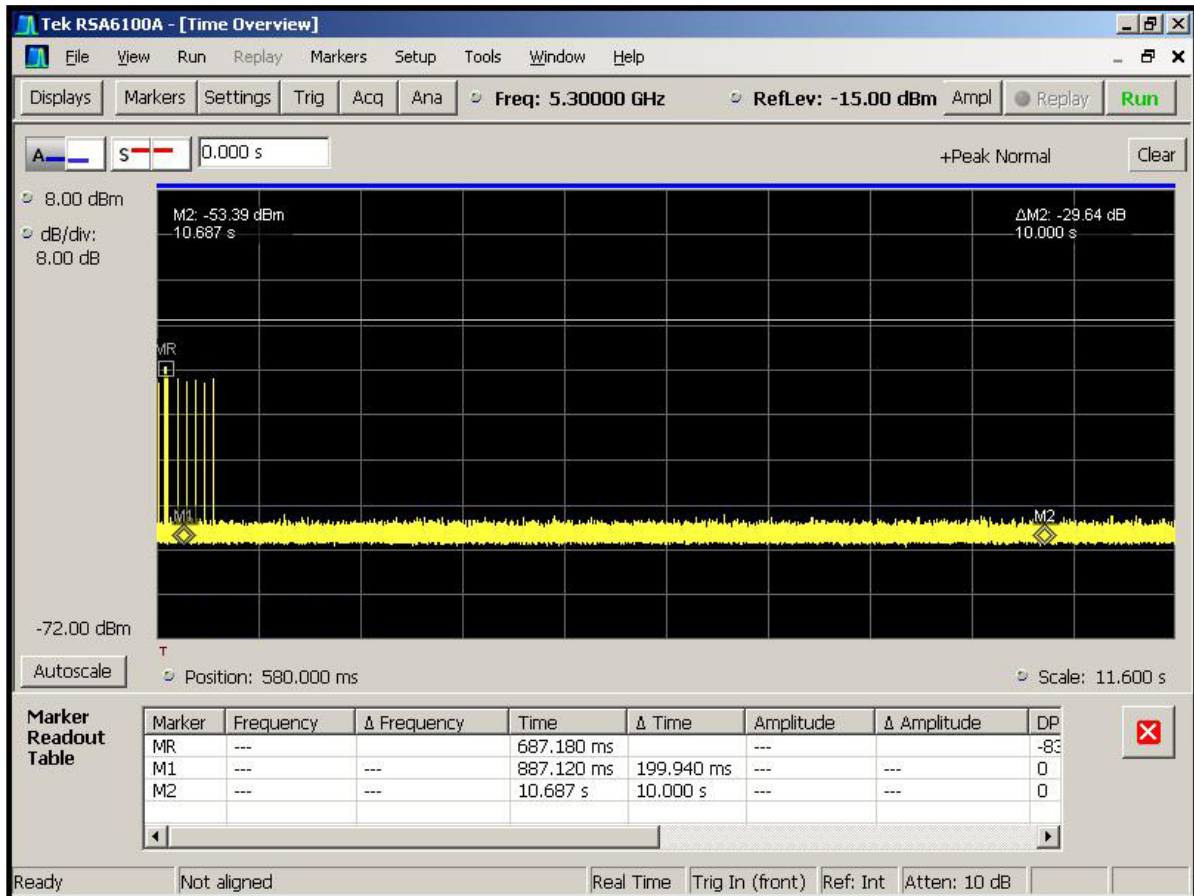 Tek RSA6100A - [Time Overview]
File View Run Replay Markers Setup Tools Window Help
Displays Markers Settings Trig Acq Ana Freq: 5.30000 GHz RefLev: -15.00 dBm Ampl Replay Run
A S 0.000 s +Peak Normal Clear
8.00 dBm
dB/div:
8.00 dB
M2: -53.39 dBm
10.687 s
ΔM2: -29.64 dB
10.000 s
MR
M1
M2
-72.00 dBm
T
Autoscale Position: 580.000 ms Scale: 11.600 s
Marker
Readout
Table
Marker Frequency Δ Frequency Time Δ Time Amplitude Δ Amplitude DP
MR --- 687.180 ms --- -83
M1 --- --- 887.120 ms 199.940 ms --- --- 0
M2 --- --- 10.687 s 10.000 s --- --- 0
Ready Not aligned Real Time Trig In (front) Ref: Int Atten: 10 dB